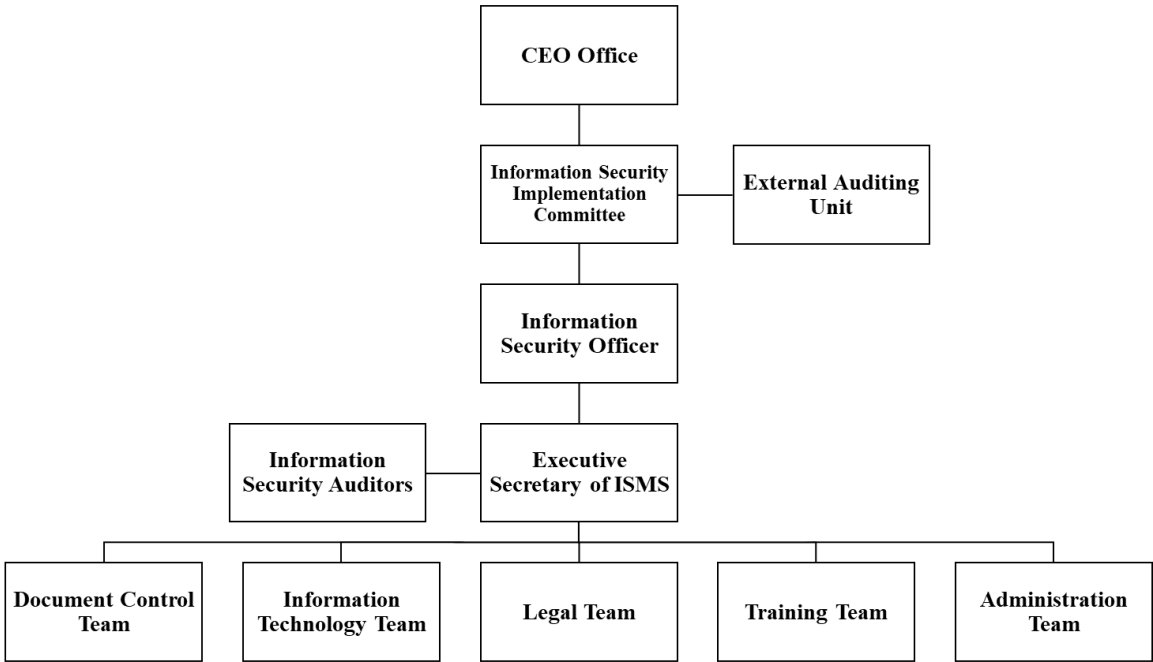 CEO Office
Information Security
Implementation
Committee
External Auditing
Unit
Information
Security Officer
Information
Security Auditors
Executive
Secretary of ISMS
Document Control
Team
Information
Technology Team
Legal Team
Training Team
Administration
Team